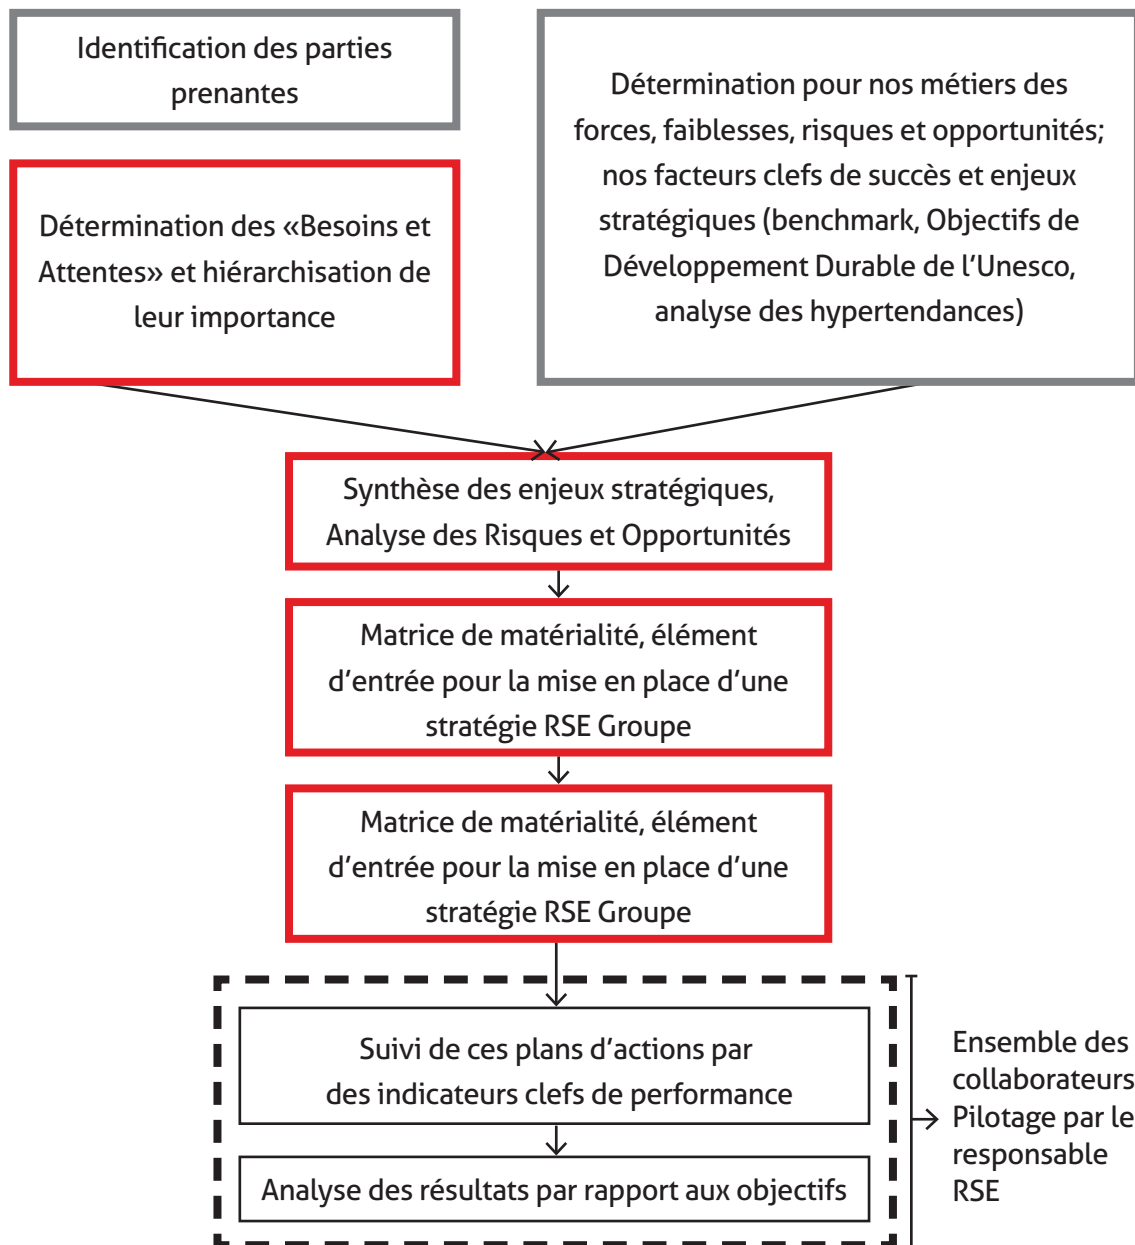 Identification des parties
prenantes
Détermination des «Besoins et
Attentes» et hiérarchisation de
leur importance
Détermination pour nos métiers des
forces, faiblesses, risques et opportunités;
nos facteurs clefs de succès et enjeux
stratégiques (benchmark, Objectifs de
Développement Durable de l’Unesco,
analyse des hypertendances)
Synthèse des enjeux stratégiques,
Analyse des Risques et Opportunités
Matrice de matérialité, élément
d’entrée pour la mise en place d’une
stratégie RSE Groupe
Matrice de matérialité, élément
d’entrée pour la mise en place d’une
stratégie RSE Groupe
Suivi de ces plans d’actions par
des indicateurs clefs de performance
Analyse des résultats par rapport aux objectifs
Ensemble des
collaborateurs
Pilotage par le
responsable
RSE